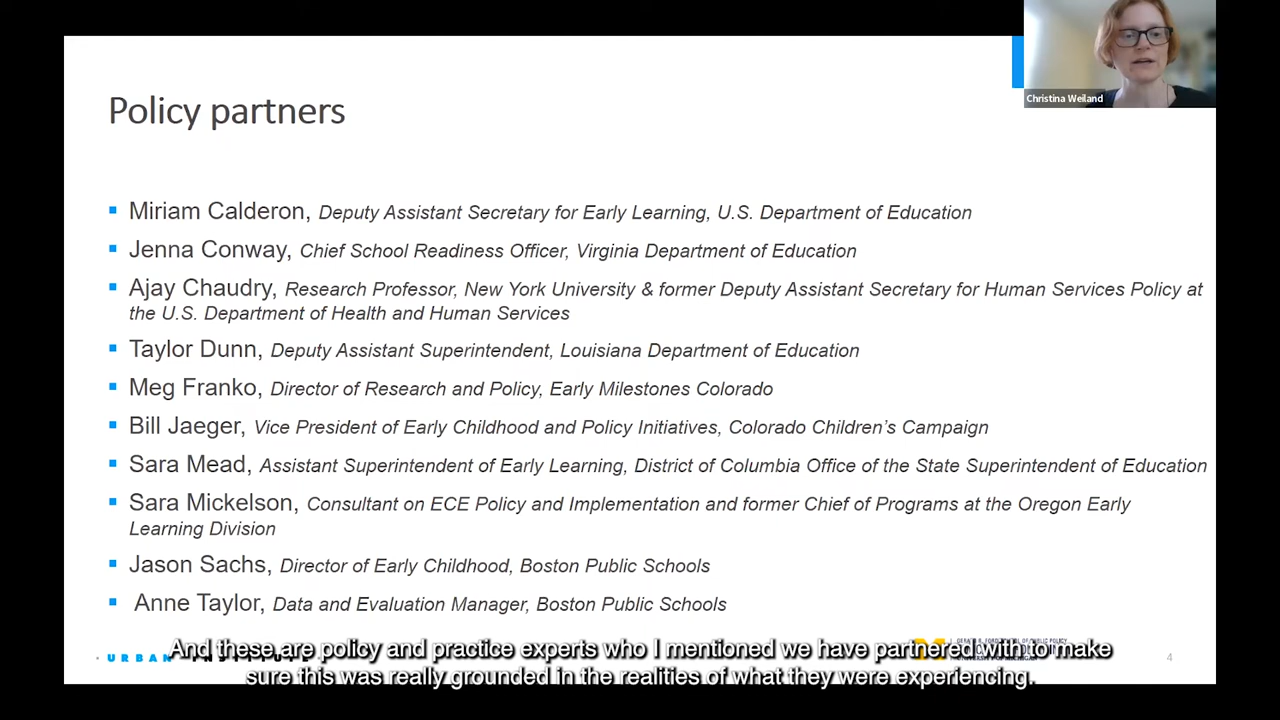 Christina Weiland
Policy partners
▪ Miriam Calderon, Deputy Assistant Secretary for Early Learning, U.S. Department of Education
▪ Jenna Conway, Chief School Readiness Officer, Virginia Department of Education
▪ Ajay Chaudry, Research Professor, New York University & former Deputy Assistant Secretary for Human Services Policy at
the U.S. Department of Health and Human Services
▪ Taylor Dunn, Deputy Assistant Superintendent, Louisiana Department of Education
▪ Meg Franko, Director of Research and Policy, Early Milestones Colorado
▪ Bill Jaeger, Vice President of Early Childhood and Policy Initiatives, Colorado Children's Campaign
▪ Sara Mead, Assistant Superintendent of Early Learning, District of Columbia Office of the State Superintendent of Education
▪ Sara Mickelson, Consultant on ECE Policy and Implementation and former Chief of Programs at the Oregon Early
Learning Division
▪ Jason Sachs, Director of Early Childhood, Boston Public Schools
▪ Anne Taylor, Data and Evaluation Manager, Boston Public Schools
And these are policy and practice experts who I mentioned we have partnered with to make
sure this was really grounded in the realities of what they were experiencing.
URBAN
M
4